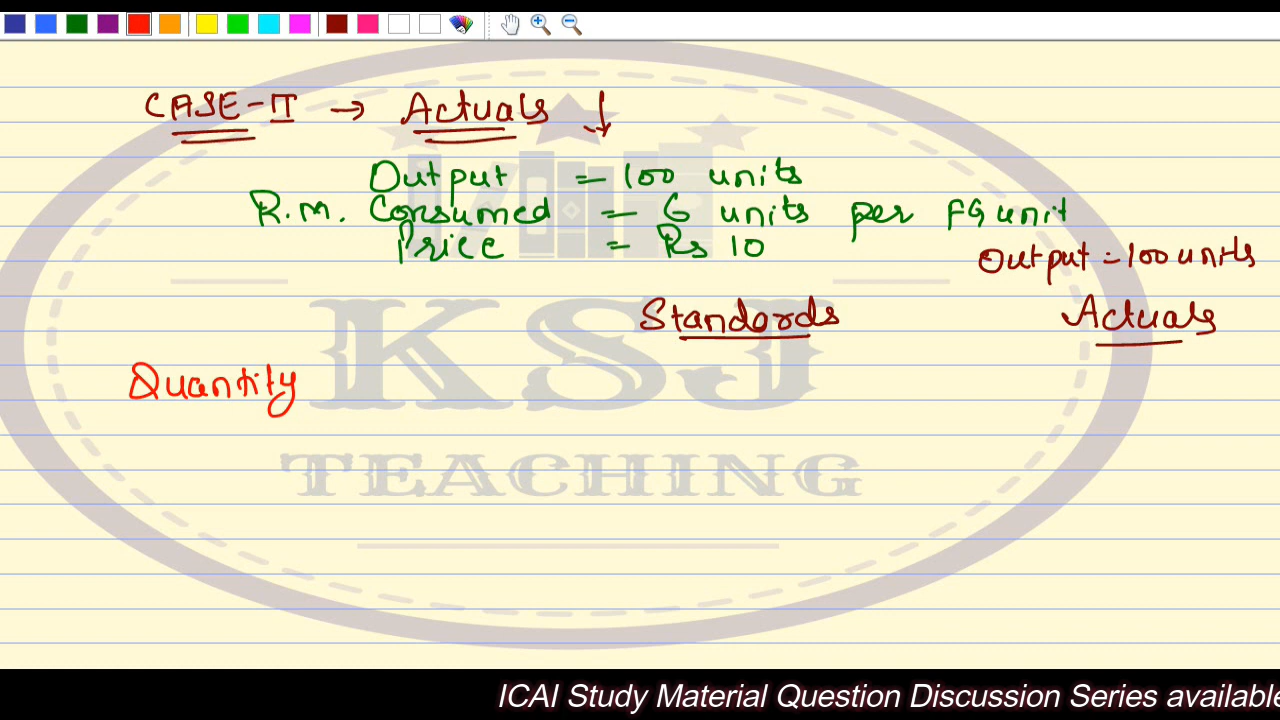 CASE-II → Actuals ↓
Output = 100 units
R.M. Consumed = 6 units per FG unit
Price = Rs 10
Output = 100 units
Standards Actuals
Quantity
KSJ
TEACHING
ICAI Study Material Question Discussion Series available